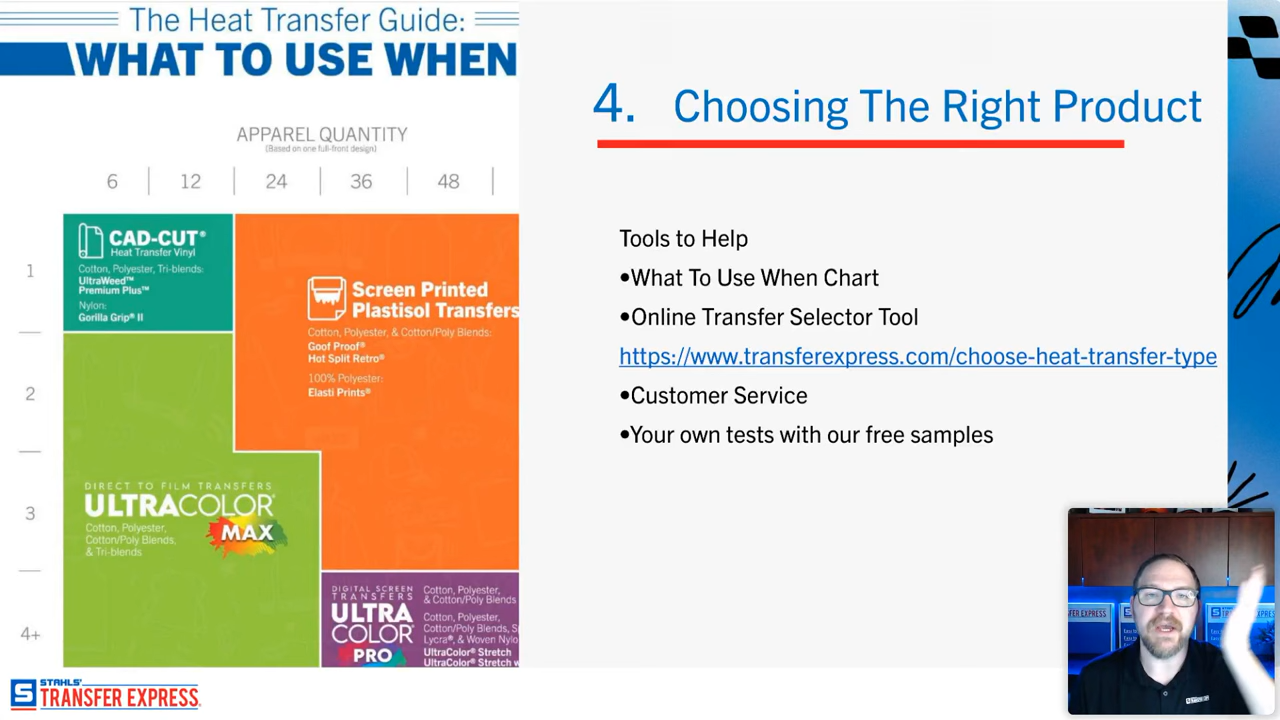 The Heat Transfer Guide:
WHAT TO USE WHEN
APPAREL QUANTITY
(Based on one full-front design)
6 12 24 36 48
1
CAD-CUT®
Heat Transfer Vinyl
Cotton, Polyester, Tri-blends:
UltraWeed™
Premium Plus™
Nylon:
Gorilla Grip® II
Screen Printed
Plastisol Transfers
Cotton, Polyester, & Cotton/Poly Blends:
Goof Proof®
Hot Split Retro®
100% Polyester:
Elasti Prints®
2
3
DIRECT TO FILM TRANSFERS
ULTRACOLOR®
MAX
Cotton, Polyester,
Cotton/Poly Blends,
& Tri-blends
4+
DIGITAL SCREEN
TRANSFERS
ULTRA
COLOR®
PRO
Cotton, Polyester,
& Cotton/Poly Blends
Cotton, Polyester,
Cotton/Poly Blends, S
Lycra®, & Woven Nylo
UltraColor® Stretch
UltraColor® Stretch w
4. Choosing The Right Product
Tools to Help
•What To Use When Chart
•Online Transfer Selector Tool
https://www.transferexpress.com/choose-heat-transfer-type
•Customer Service
•Your own tests with our free samples
S STAHLS'
TRANSFER EXPRESS.